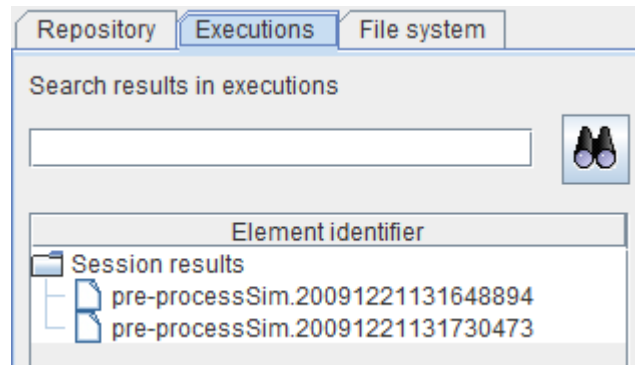 Repository Executions File system
Search results in executions
Element identifier
Session results
pre-processSim.20091221131648894
pre-processSim.20091221131730473